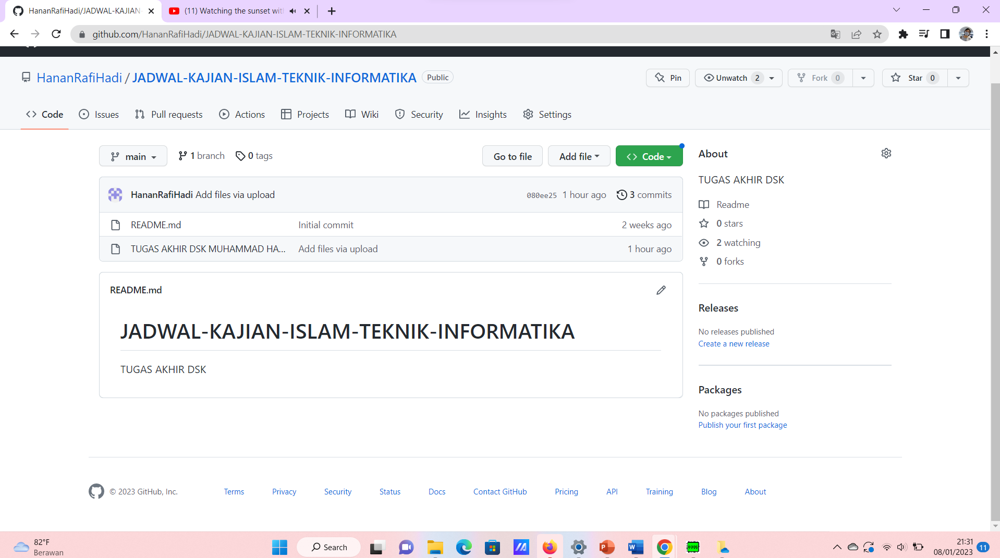 HananRafiHadi/JADWAL-KAJIAN-
(11) Watching the sunset wit
github.com/HananRafiHadi/JADWAL-KAJIAN-ISLAM-TEKNIK-INFORMATIKA
HananRafiHadi / JADWAL-KAJIAN-ISLAM-TEKNIK-INFORMATIKA Public
Pin Unwatch 2 Fork 0 Star 0
Code Issues Pull requests Actions Projects Wiki Security Insights Settings
main 1 branch 0 tags Go to file Add file Code
HananRafiHadi Add files via upload 080ee25 1 hour ago 3 commits
README.md Initial commit 2 weeks ago
TUGAS AKHIR DSK MUHAMMAD HA... Add files via upload 1 hour ago
README.md
JADWAL-KAJIAN-ISLAM-TEKNIK-INFORMATIKA
TUGAS AKHIR DSK
About
TUGAS AKHIR DSK
Readme
0 stars
2 watching
0 forks
Releases
No releases published
Create a new release
Packages
No packages published
Publish your first package
© 2023 GitHub, Inc. Terms Privacy Security Status Docs Contact GitHub Pricing API Training Blog About
82°F
Berawan
Search
21:31
08/01/2023
11